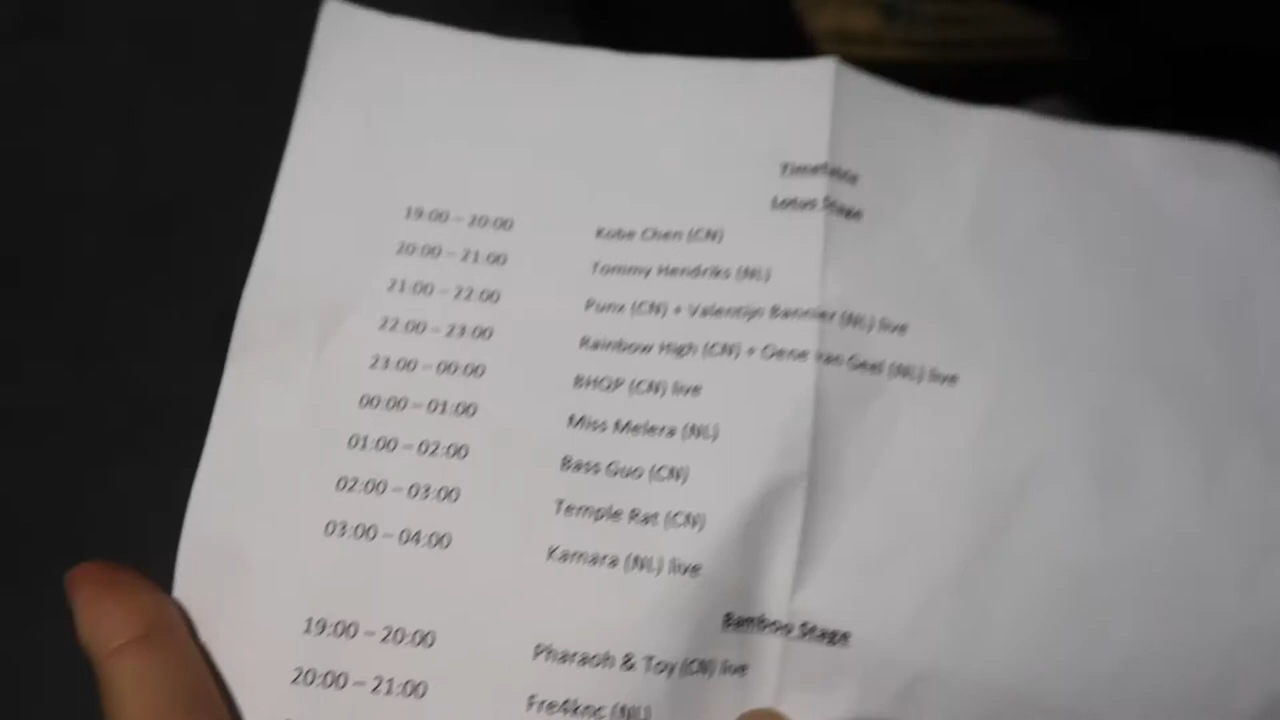 Timetable
Lotus Stage
19:00 – 20:00 Kobe Chen (CN)
20:00 – 21:00 Tommy Hendriks (NL)
21:00 – 22:00 Punx (CN) + Valentijn Bannier (NL) live
22:00 – 23:00 Rainbow High (CN) + Gene van Geel (NL) live
23:00 – 00:00 BHQP (CN) live
00:00 – 01:00 Miss Melera (NL)
01:00 – 02:00 Bass Guo (CN)
02:00 – 03:00 Temple Rat (CN)
03:00 – 04:00 Kamara (NL) live
Bamboo Stage
19:00 – 20:00 Pharaoh & Toy (CN) live
20:00 – 21:00 Fre4knc (NL)